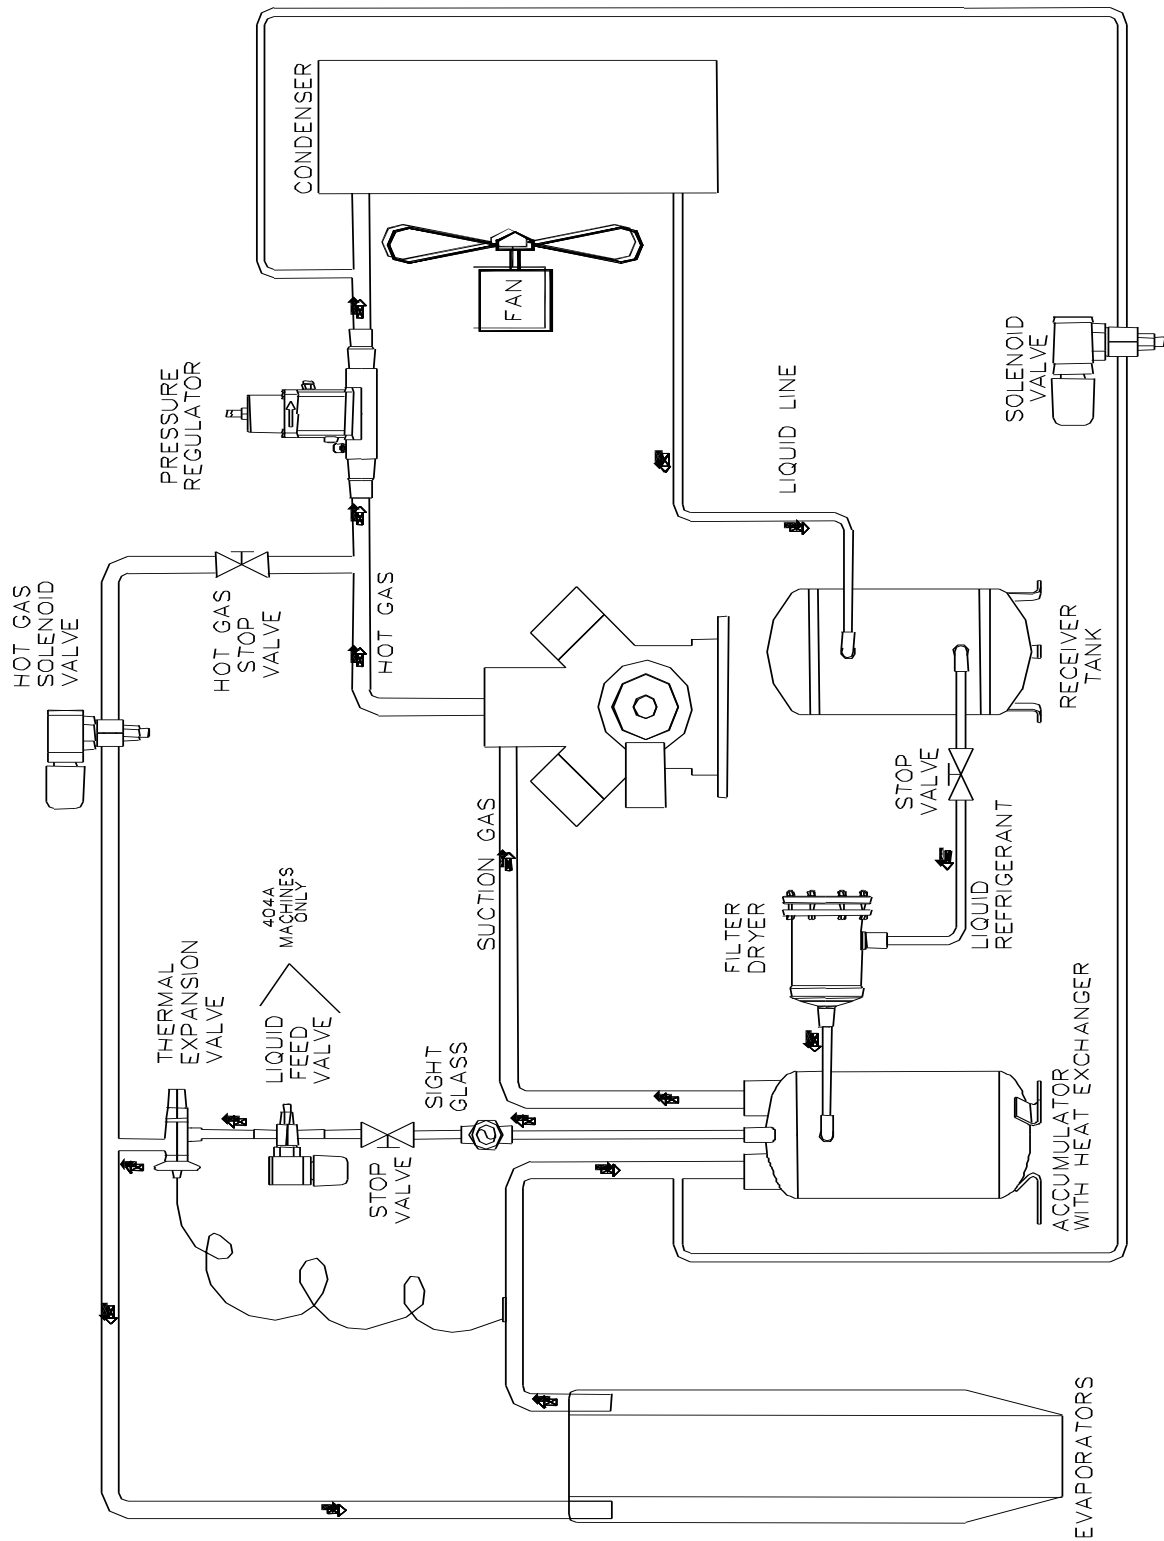 CONDENSER
FAN
PRESSURE
REGULATOR
SOLENOID
VALVE
LIQUID LINE
HOT GAS
SOLENOID
VALVE
HOT GAS
STOP
VALVE
HOT GAS
RECEIVER
TANK
STOP
VALVE
SUCTION GAS
LIQUID
REFRIGERANT
FILTER
DRYER
404A
MACHINES
ONLY
THERMAL
EXPANSION
VALVE
LIQUID
FEED
VALVE
SIGHT
GLASS
STOP
VALVE
ACCUMULATOR
WITH HEAT EXCHANGER
EVAPORATORS